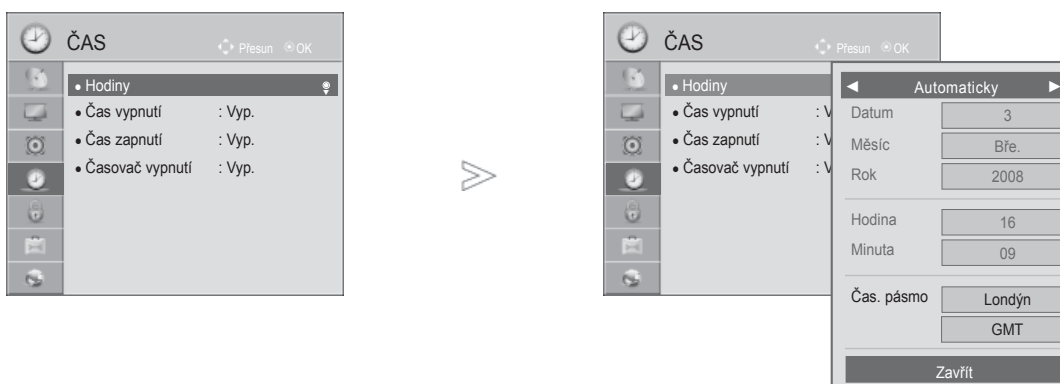 ČAS
Přesun OK
• Hodiny
• Čas vypnutí : Vyp.
• Čas zapnutí : Vyp.
• Časovač vypnutí : Vyp.
ČAS
Přesun OK
• Hodiny
• Čas vypnutí : V
• Čas zapnutí : V
• Časovač vypnutí : V
◀ Automaticky ▶
Datum 3
Měsíc Bře.
Rok 2008
Hodina 16
Minuta 09
Čas. pásmo Londýn
GMT
Zavřít